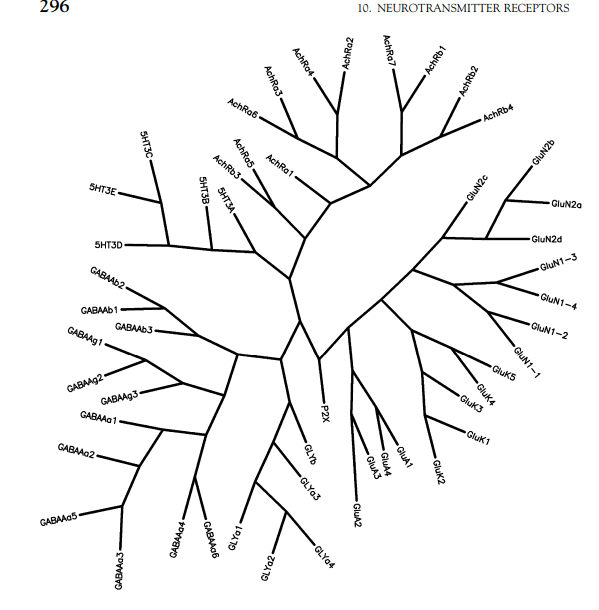 296
10. NEUROTRANSMITTER RECEPTORS
AchRa2
AchRa7
AchRb1
AchRa4
AchRa3
AchRb2
AchRa6
AchRb4
5HT3C
AchRa5
AchRb3
AchRa1
GluN2b
GluN2c
5HT3E
5HT3B
5HT3A
GluN2a
5HT3D
GluN2d
GluN1-3
GABAAb2
GluN1-4
GABAAb1
GABAAb3
GluN1-2
GABAAg1
GluN1-1
GABAAg2
GluK5
GABAAg3
GluK4
GluK3
P2X
GABAAa1
GluK1
GABAAa2
GLYb
GluA1
GluA4
GluA3
GluK2
GLYa3
GluA2
GABAAa5
GABAAa4
GABAAa6
GLYa1
GLYa2
GLYa4
GABAAa3